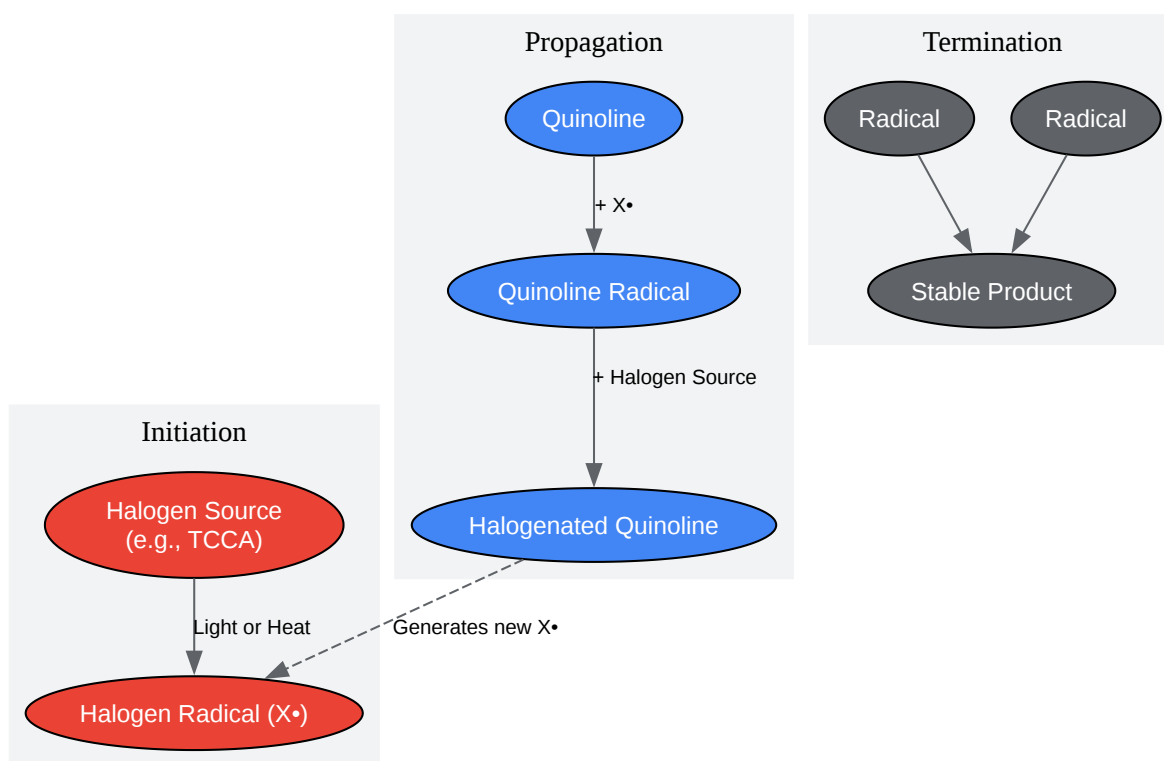 Propagation
Quinoline
+ X•
Quinoline Radical
+ Halogen Source
Halogenated Quinoline
Generates new X•
Termination
Radical
Radical
Stable Product
Initiation
Halogen Source
(e.g., TCCA)
Light or Heat
Halogen Radical (X•)